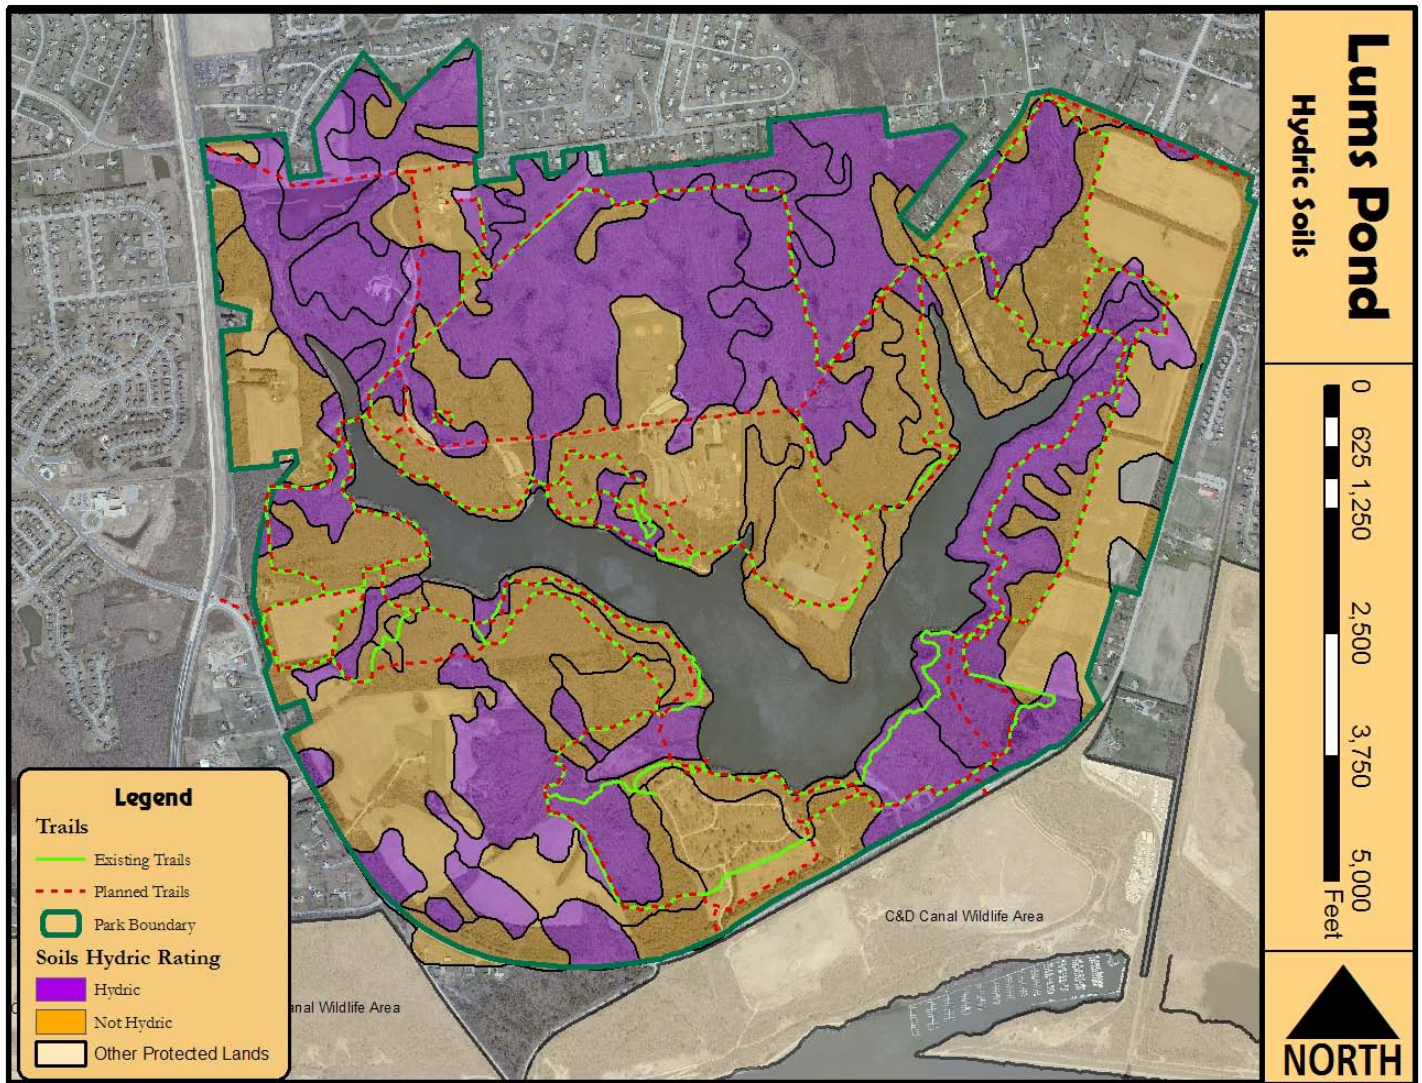 Lums Pond
Hydric Soils
0 625 1,250 2,500 3,750 5,000
Feet
NORTH
C&D Canal Wildlife Area
anal Wildlife Area
Legend
Trails
Existing Trails
Planned Trails
Park Boundary
Soils Hydric Rating
Hydric
Not Hydric
Other Protected Lands